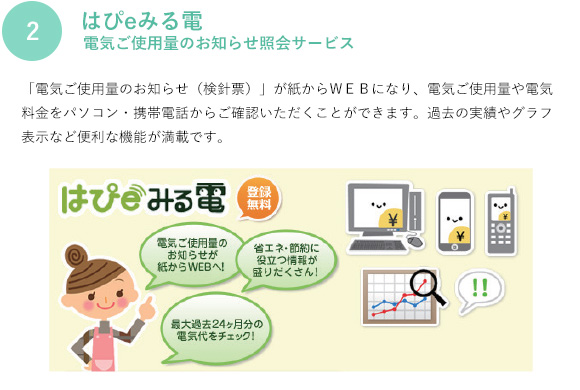 2
はぴeみる電
電気ご使用量のお知らせ照会サービス
「電気ご使用量のお知らせ（検針票）」が紙からＷＥＢになり、電気ご使用量や電気
料金をパソコン・携帯電話からご確認いただくことができます。過去の実績やグラフ
表示など便利な機能が満載です。
はぴeみる電
登録
無料
電気ご使用量の
お知らせが
紙からWEBへ!
省エネ・節約に
役立つ情報が
盛りだくさん!
最大過去24ヶ月分の
電気代をチェック!
¥
¥
¥
!!